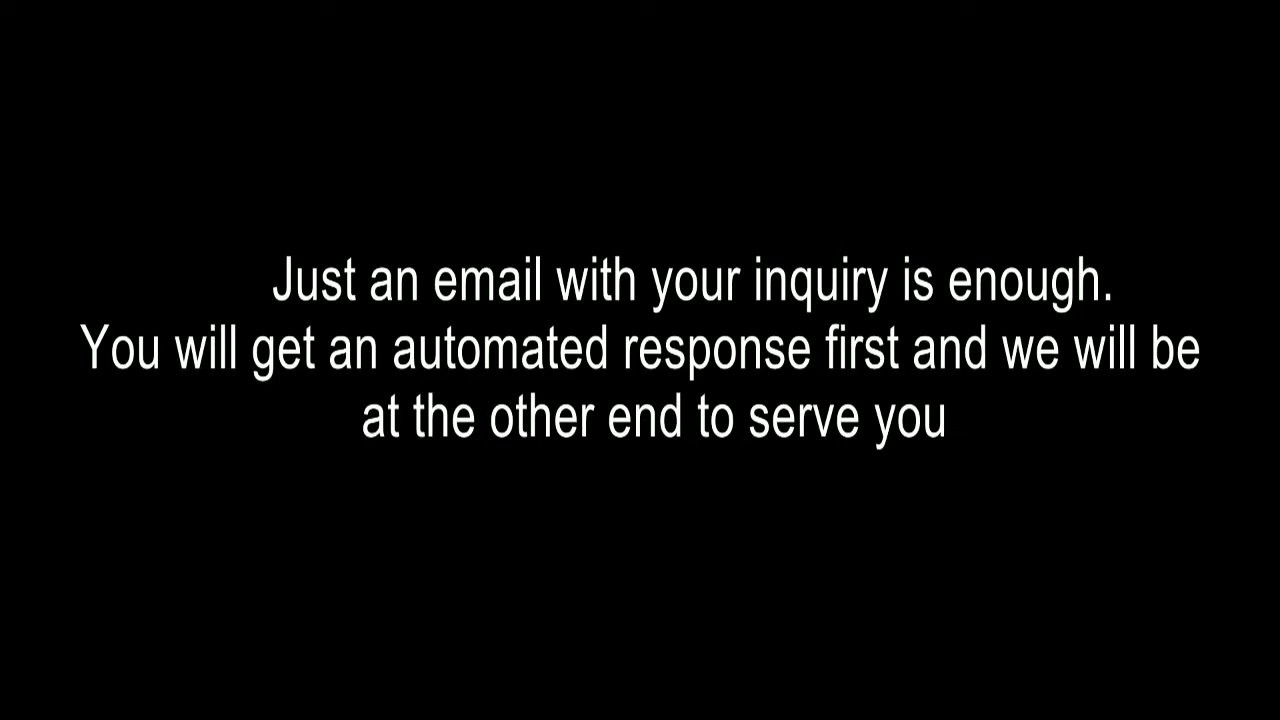 Just an email with your inquiry is enough.
You will get an automated response first and we will be
at the other end to serve you